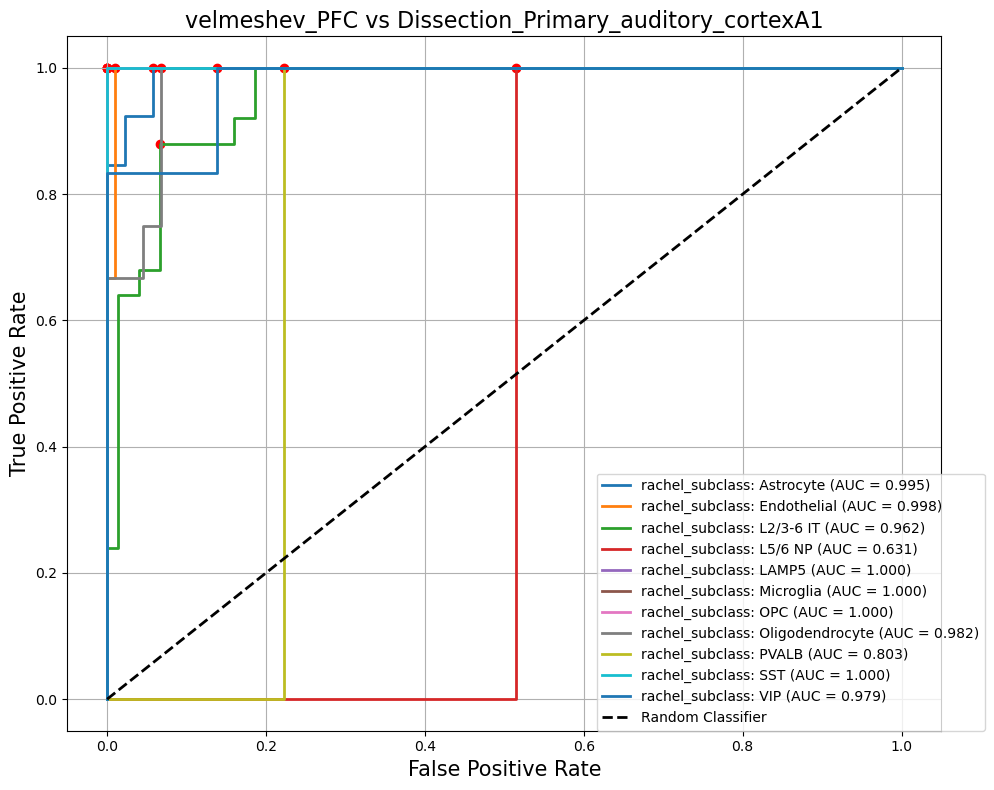 velmeshev_PFC vs Dissection_Primary_auditory_cortexA1
True Positive Rate
1.0
0.8
0.6
0.4
0.2
0.0
rachel_subclass: Astrocyte (AUC = 0.995)
rachel_subclass: Endothelial (AUC = 0.998)
rachel_subclass: L2/3-6 IT (AUC = 0.962)
rachel_subclass: L5/6 NP (AUC = 0.631)
rachel_subclass: LAMP5 (AUC = 1.000)
rachel_subclass: Microglia (AUC = 1.000)
rachel_subclass: OPC (AUC = 1.000)
rachel_subclass: Oligodendrocyte (AUC = 0.982)
rachel_subclass: PVALB (AUC = 0.803)
rachel_subclass: SST (AUC = 1.000)
rachel_subclass: VIP (AUC = 0.979)
Random Classifier
0.0 0.2 0.4 0.6 0.8 1.0
False Positive Rate